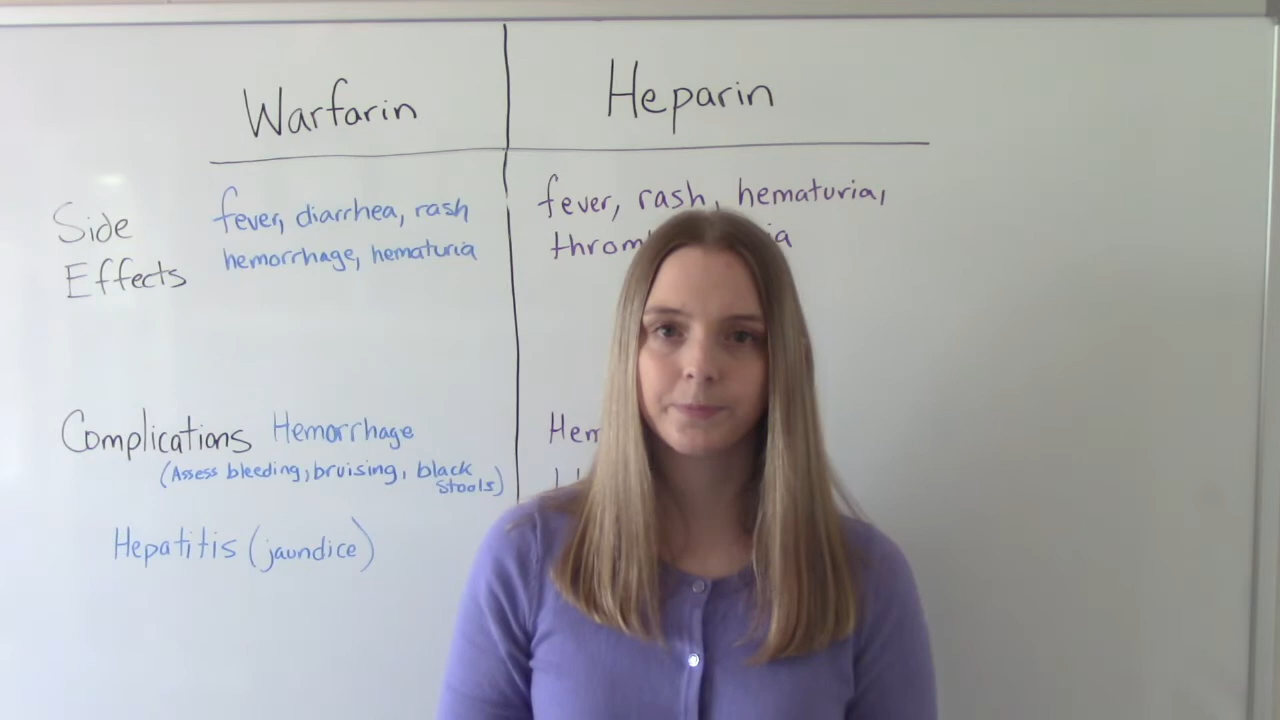 Warfarin
Heparin
Side
Effects
fever, diarrhea, rash
hemorrhage, hematuria
fever, rash, hematuria,
Complications
Hemorrhage
(Assess bleeding, bruising, black
stools)
Hepatitis (jaundice)